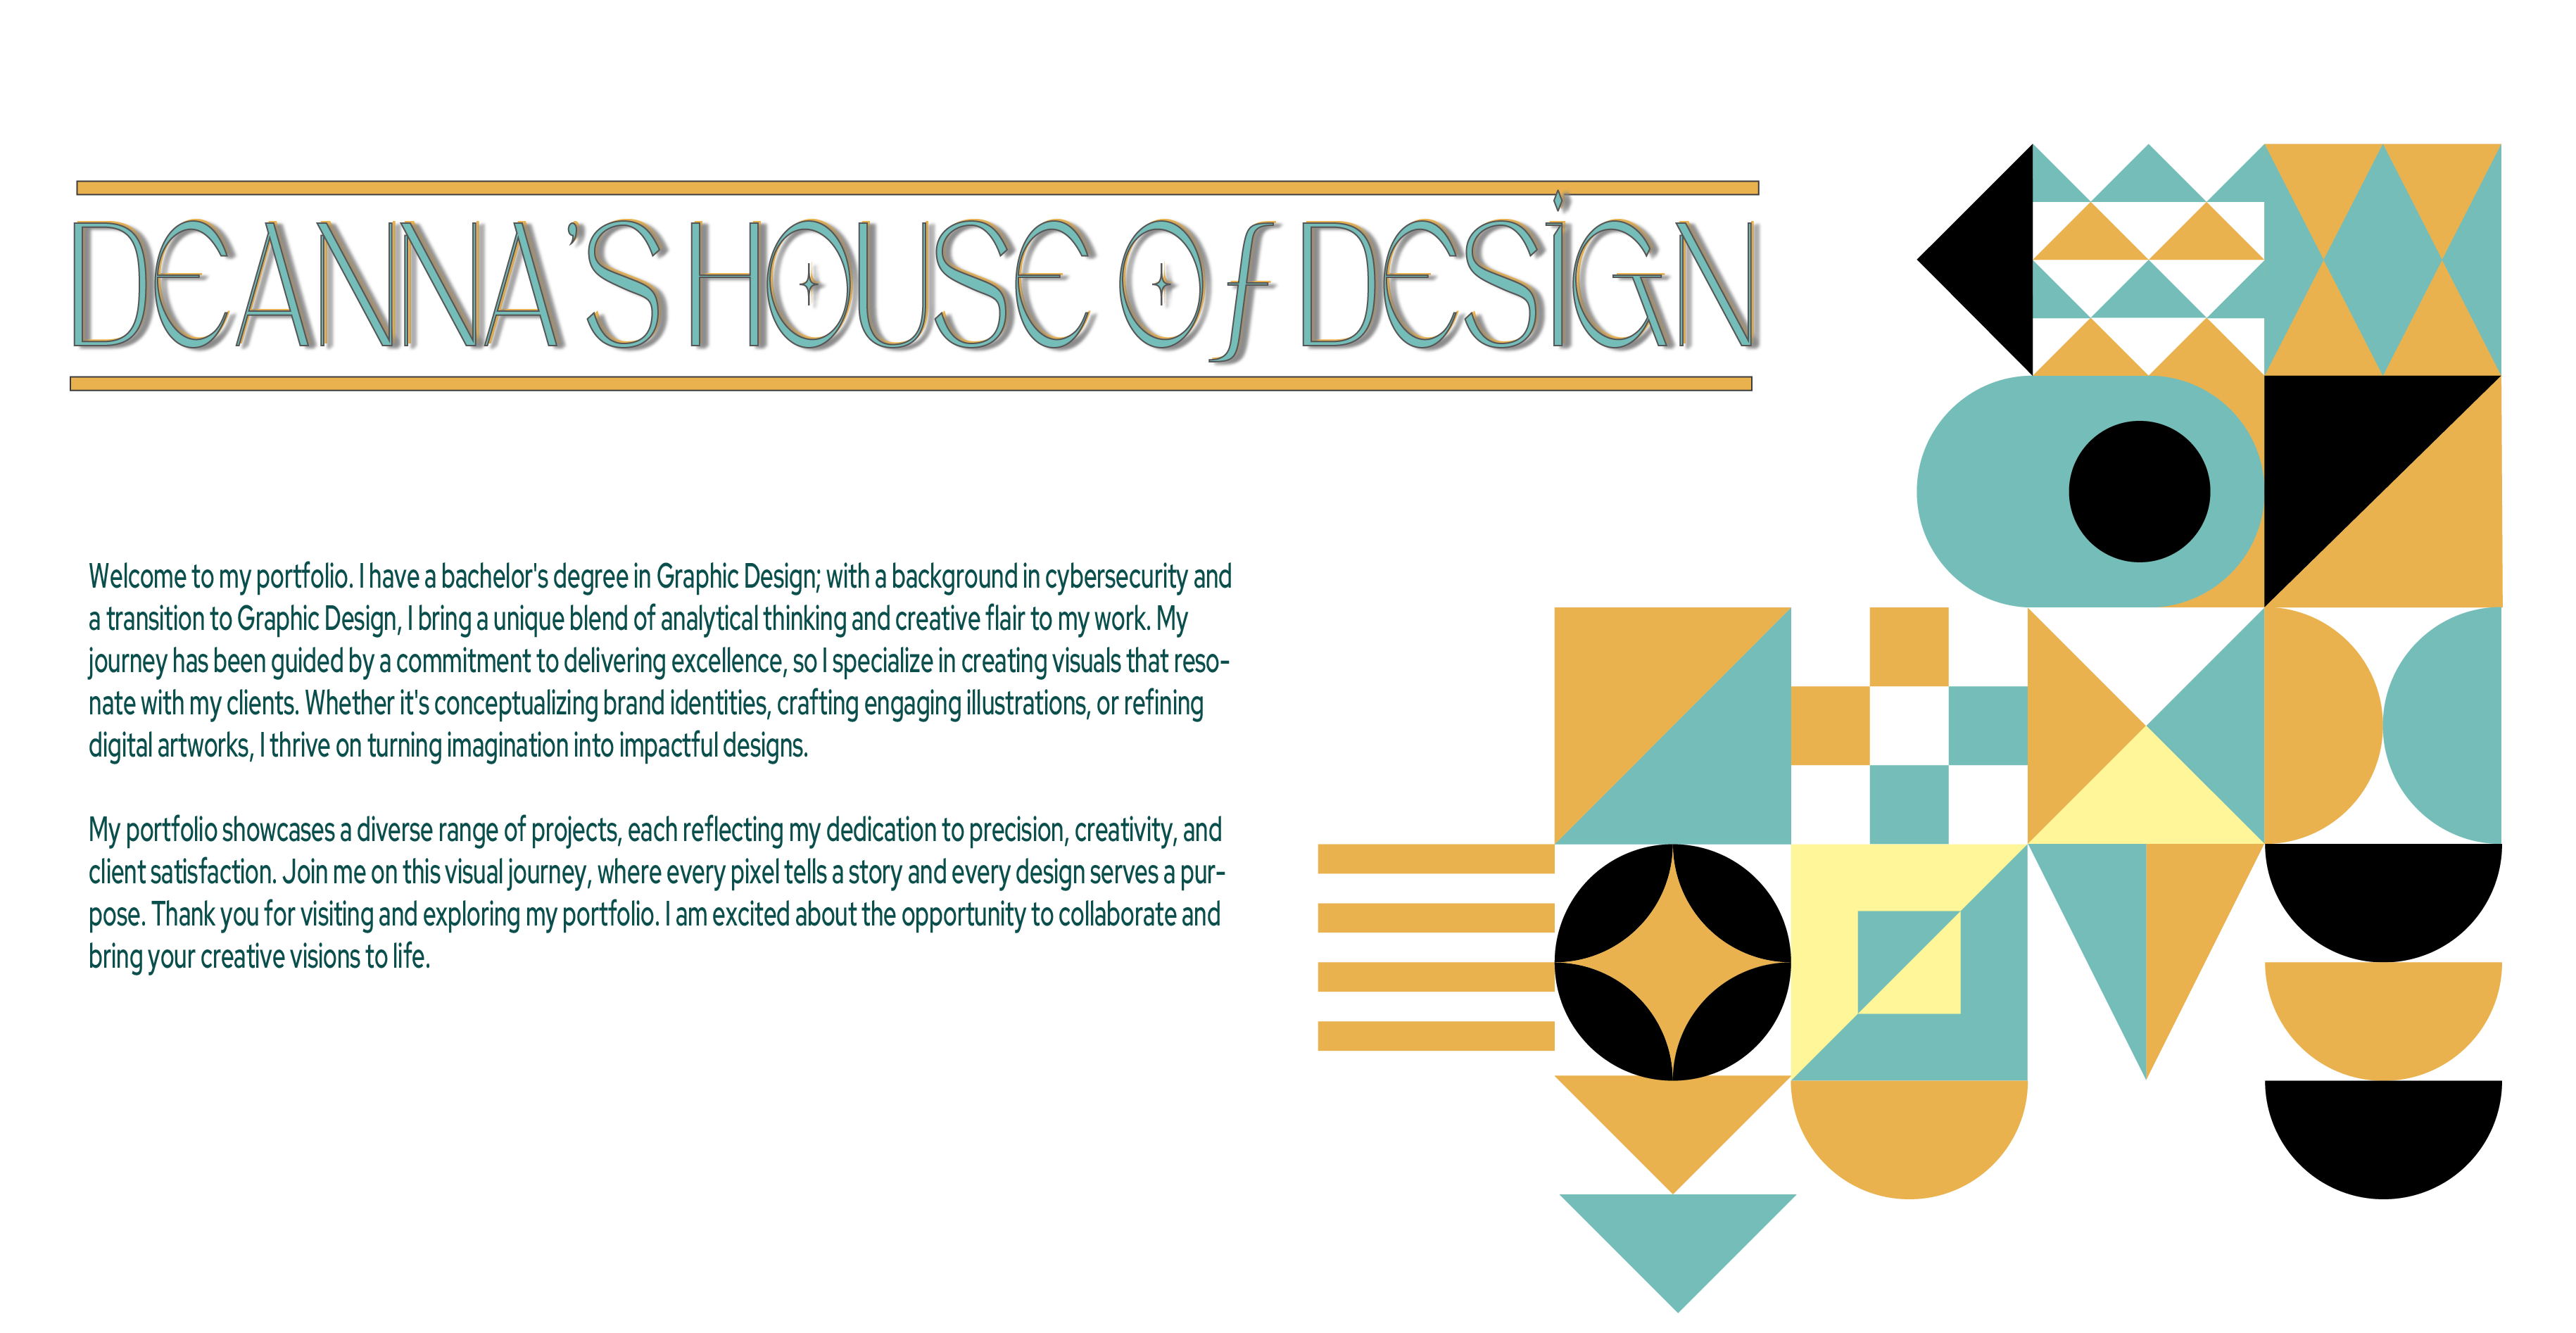 DEANNA'S HOUSE Of DESiGN
Welcome to my portfolio. I have a bachelor's degree in Graphic Design; with a background in cybersecurity and
a transition to Graphic Design, I bring a unique blend of analytical thinking and creative flair to my work. My
journey has been guided by a commitment to delivering excellence, so I specialize in creating visuals that reso-
nate with my clients. Whether it's conceptualizing brand identities, crafting engaging illustrations, or refining
digital artworks, I thrive on turning imagination into impactful designs.
My portfolio showcases a diverse range of projects, each reflecting my dedication to precision, creativity, and
client satisfaction. Join me on this visual journey, where every pixel tells a story and every design serves a pur-
pose. Thank you for visiting and exploring my portfolio. I am excited about the opportunity to collaborate and
bring your creative visions to life.